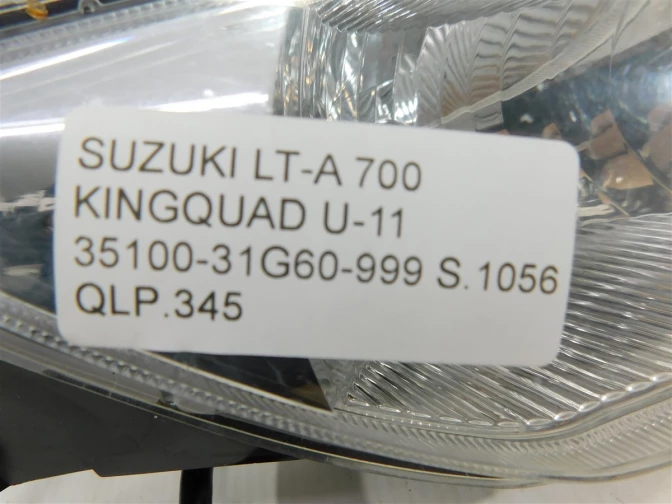 SUZUKI LT-A 700
KINGQUAD U-11
35100-31G60-999 S.1056
QLP.345